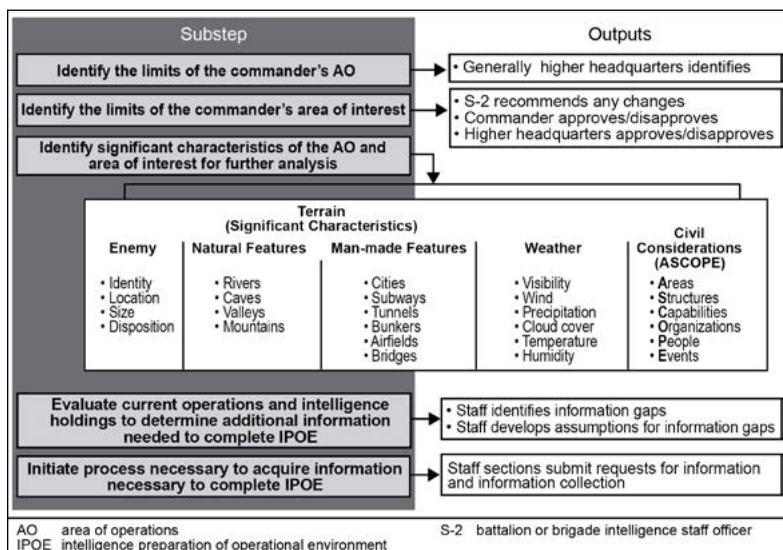 Substep
Outputs
Identify the limits of the commander's AO
• Generally higher headquarters identifies
Identify the limits of the commander's area of interest
• S-2 recommends any changes
• Commander approves/disapproves
• Higher headquarters approves/disapproves
Identify significant characteristics of the AO and
area of interest for further analysis
Terrain
(Significant Characteristics)
Enemy
• Identity
• Location
• Size
• Disposition
Natural Features
• Rivers
• Caves
• Valleys
• Mountains
Man-made Features
• Cities
• Subways
• Tunnels
• Bunkers
• Airfields
• Bridges
Weather
• Visibility
• Wind
• Precipitation
• Cloud cover
• Temperature
• Humidity
Civil
Considerations
(ASCOPE)
• Areas
• Structures
• Capabilities
• Organizations
• People
• Events
Evaluate current operations and intelligence
holdings to determine additional information
needed to complete IPOE
• Staff identifies information gaps
• Staff develops assumptions for information gaps
Initiate process necessary to acquire information
necessary to complete IPOE
Staff sections submit requests for information
and information collection
AO area of operations
IPOE intelligence preparation of operational environment
S-2 battalion or brigade intelligence staff officer